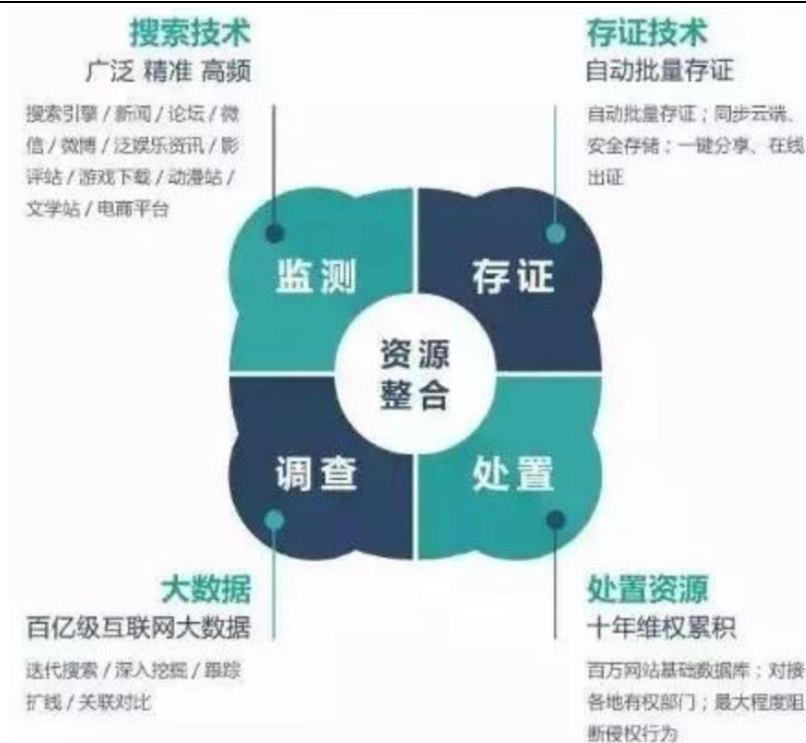 搜索技术
广泛 精准 高频
搜索引擎 / 新闻 / 论坛 / 微
信 / 微博 / 泛娱乐资讯 / 影
评站 / 游戏下载 / 动漫站 /
文学站 / 电商平台
存证技术
自动批量存证
自动批量存证；同步云端、
安全存储；一键分享、在线
出证
监测
存证
资源
整合
调查
处置
大数据
百亿级互联网大数据
迭代搜索 / 深入挖掘 / 跟踪
扩线 / 关联对比
处置资源
十年维权累积
百万网站基础数据库；对接
各地有权部门；最大程度阻
断侵权行为